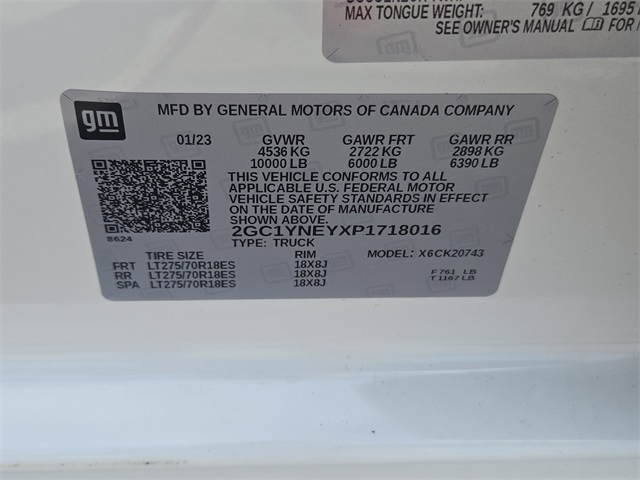 MAX TONGUE WEIGHT: 769 KG/ 1695
SEE OWNER'S MANUAL FOR
gm
MFD BY GENERAL MOTORS OF CANADA COMPANY
01/23 GVWR GAWR FRT GAWR RR
4536 KG 2722 KG 2898 KG
10000 LB 6000 LB 6390 LB
THIS VEHICLE CONFORMS TO ALL
APPLICABLE U.S. FEDERAL MOTOR
VEHICLE SAFETY STANDARDS IN EFFECT
ON THE DATE OF MANUFACTURE
SHOWN ABOVE.
2GC1YNEYXP1718016
8624
TYPE: TRUCK MODEL: X6CK20743
TIRE SIZE RIM
FRT LT275/70R18ES 18X8J
RR LT275/70R18ES 18X8J
SPA LT275/70R18ES 18X8J
F 761 LB
T 1167 LB